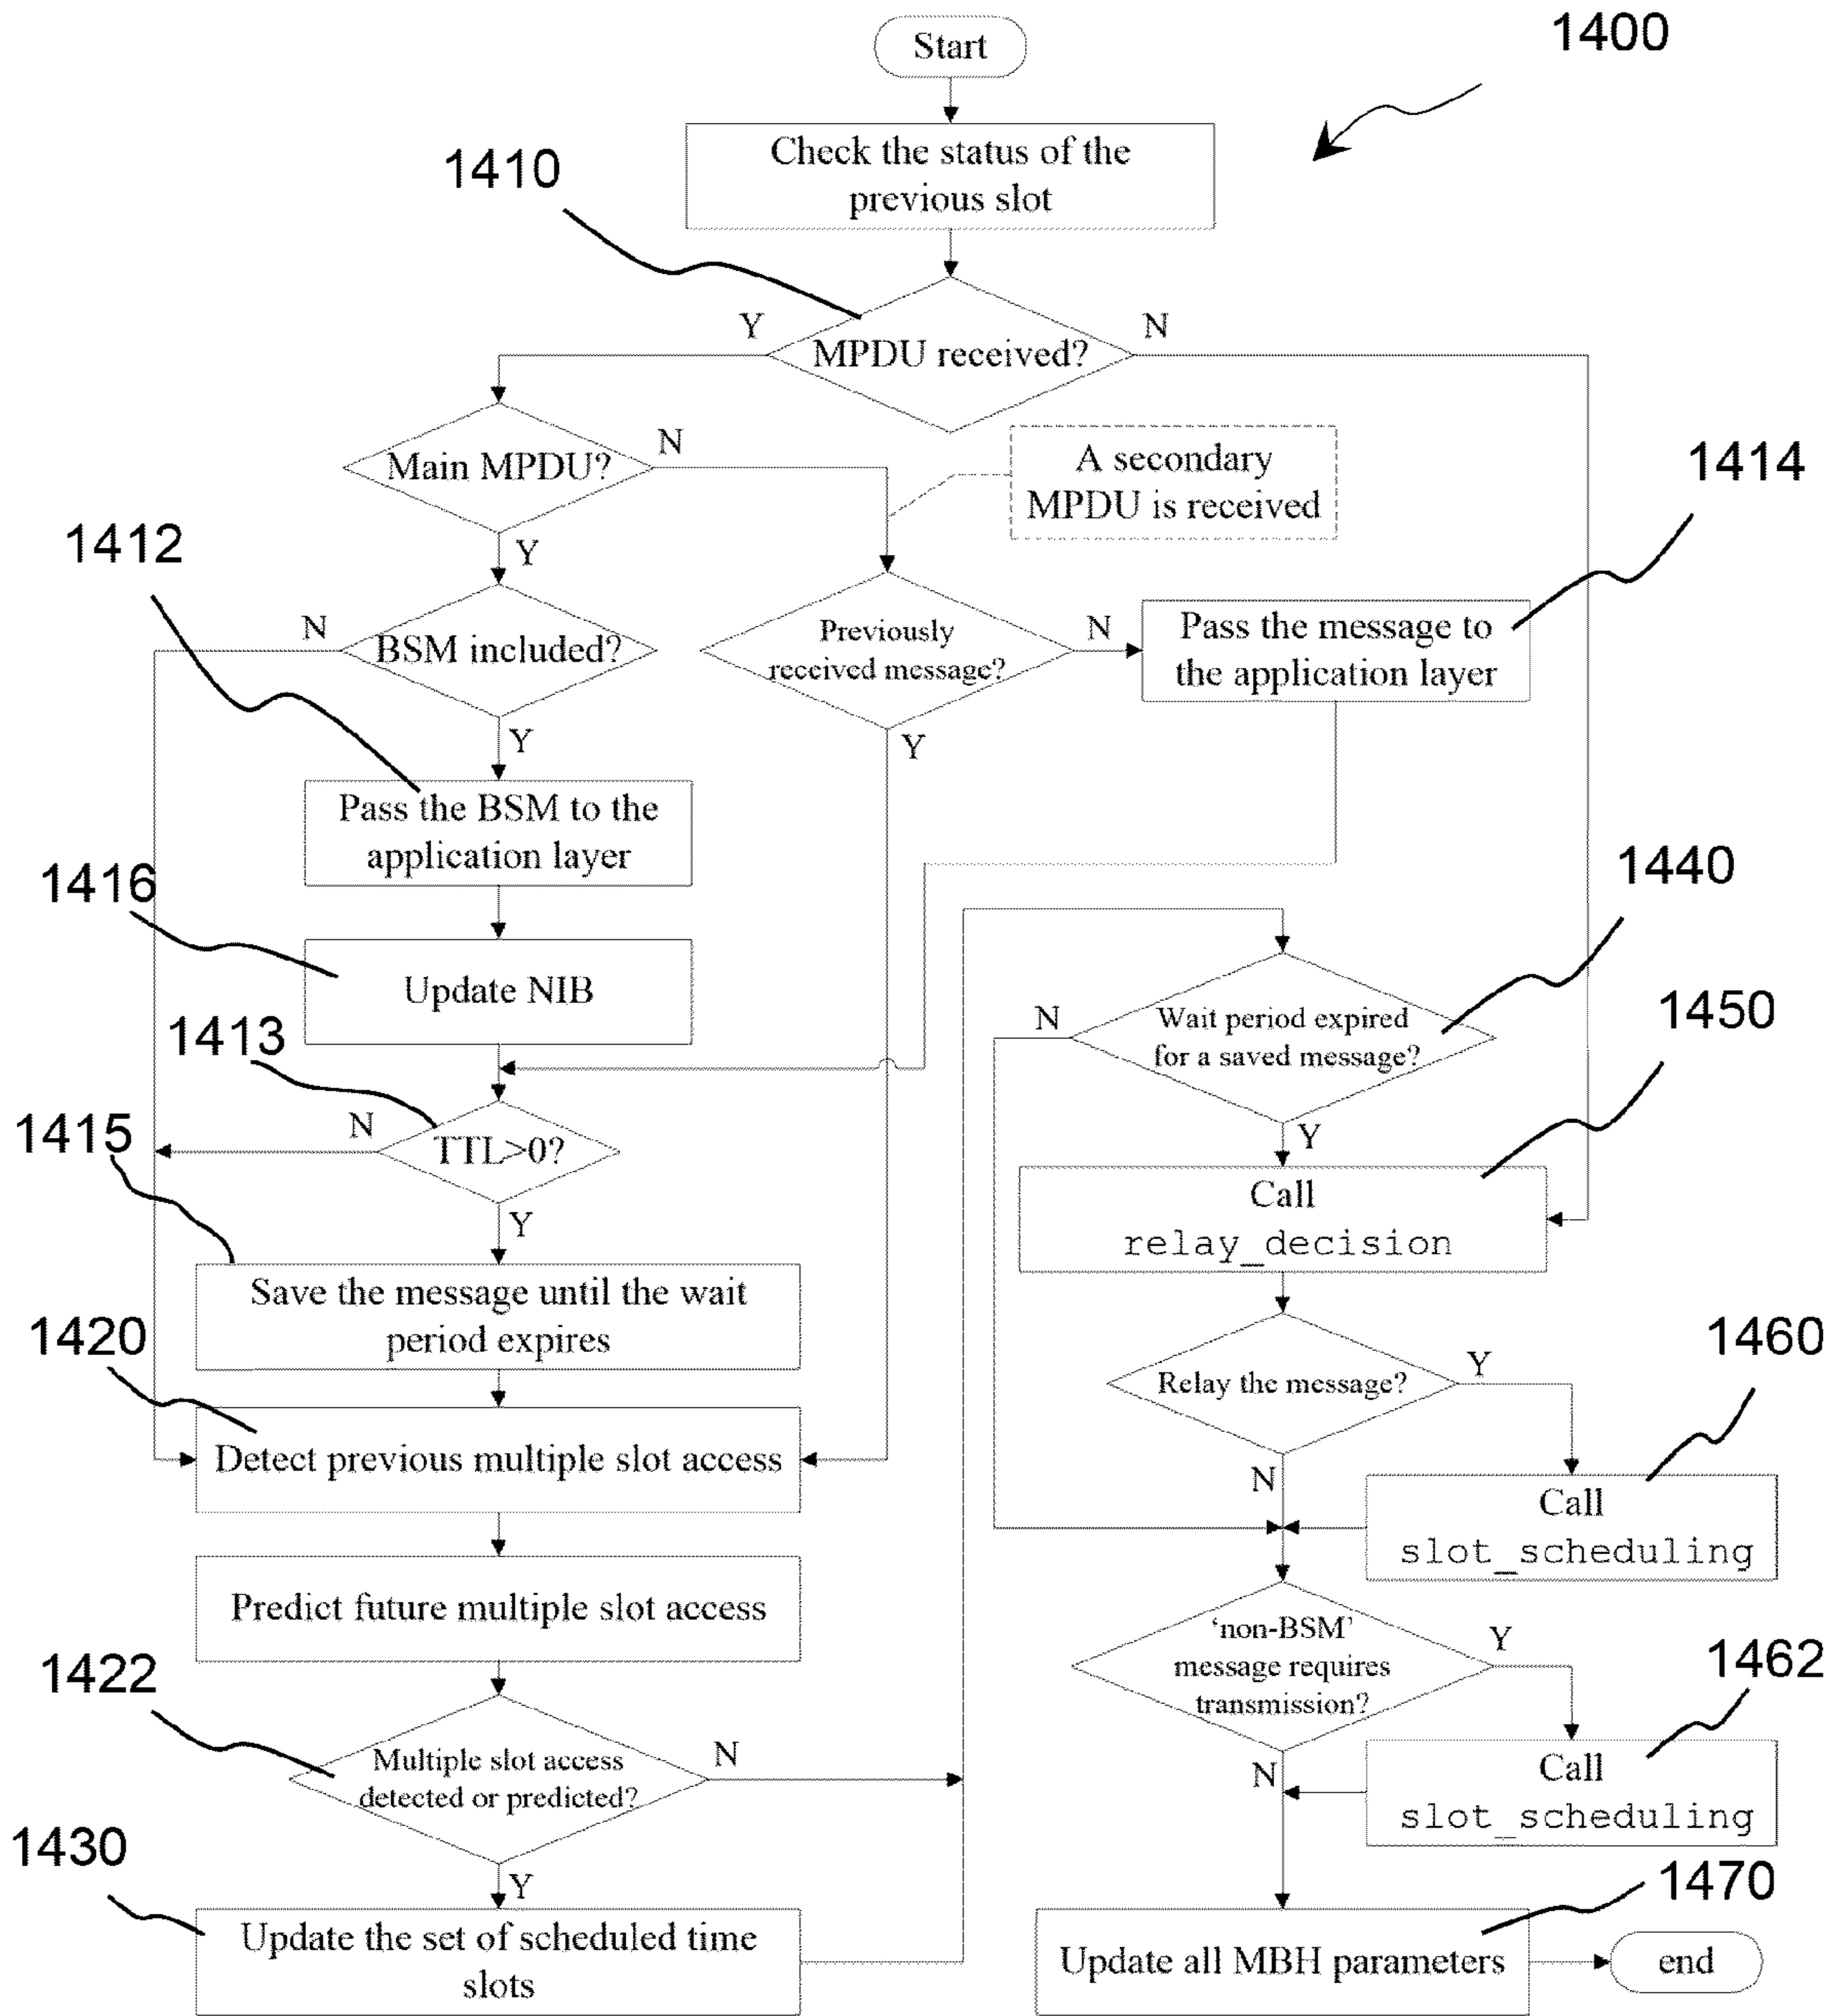 Start
1400
Check the status of the
previous slot
1410
Y
N
MPDU received?
Main MPDU?
N
A secondary
MPDU is received
1414
1412
Y
N
BSM included?
Previously
received message?
N
Pass the message to
the application layer
Y
Y
Pass the BSM to the
application layer
1416
Update NIB
1440
N
Wait period expired
for a saved message?
1450
1413
N
TTL>0?
1415
Y
Y
Call
relay_decision
Save the message until the wait
period expires
1420
Relay the message?
Y
1460
Detect previous multiple slot access
N
Call
slot_scheduling
Predict future multiple slot access
‘non-BSM’
message requires
transmission?
Y
1462
1422
Multiple slot access
detected or predicted?
N
N
Call
slot_scheduling
1430
Y
1470
Update the set of scheduled time
slots
Update all MBH parameters
end